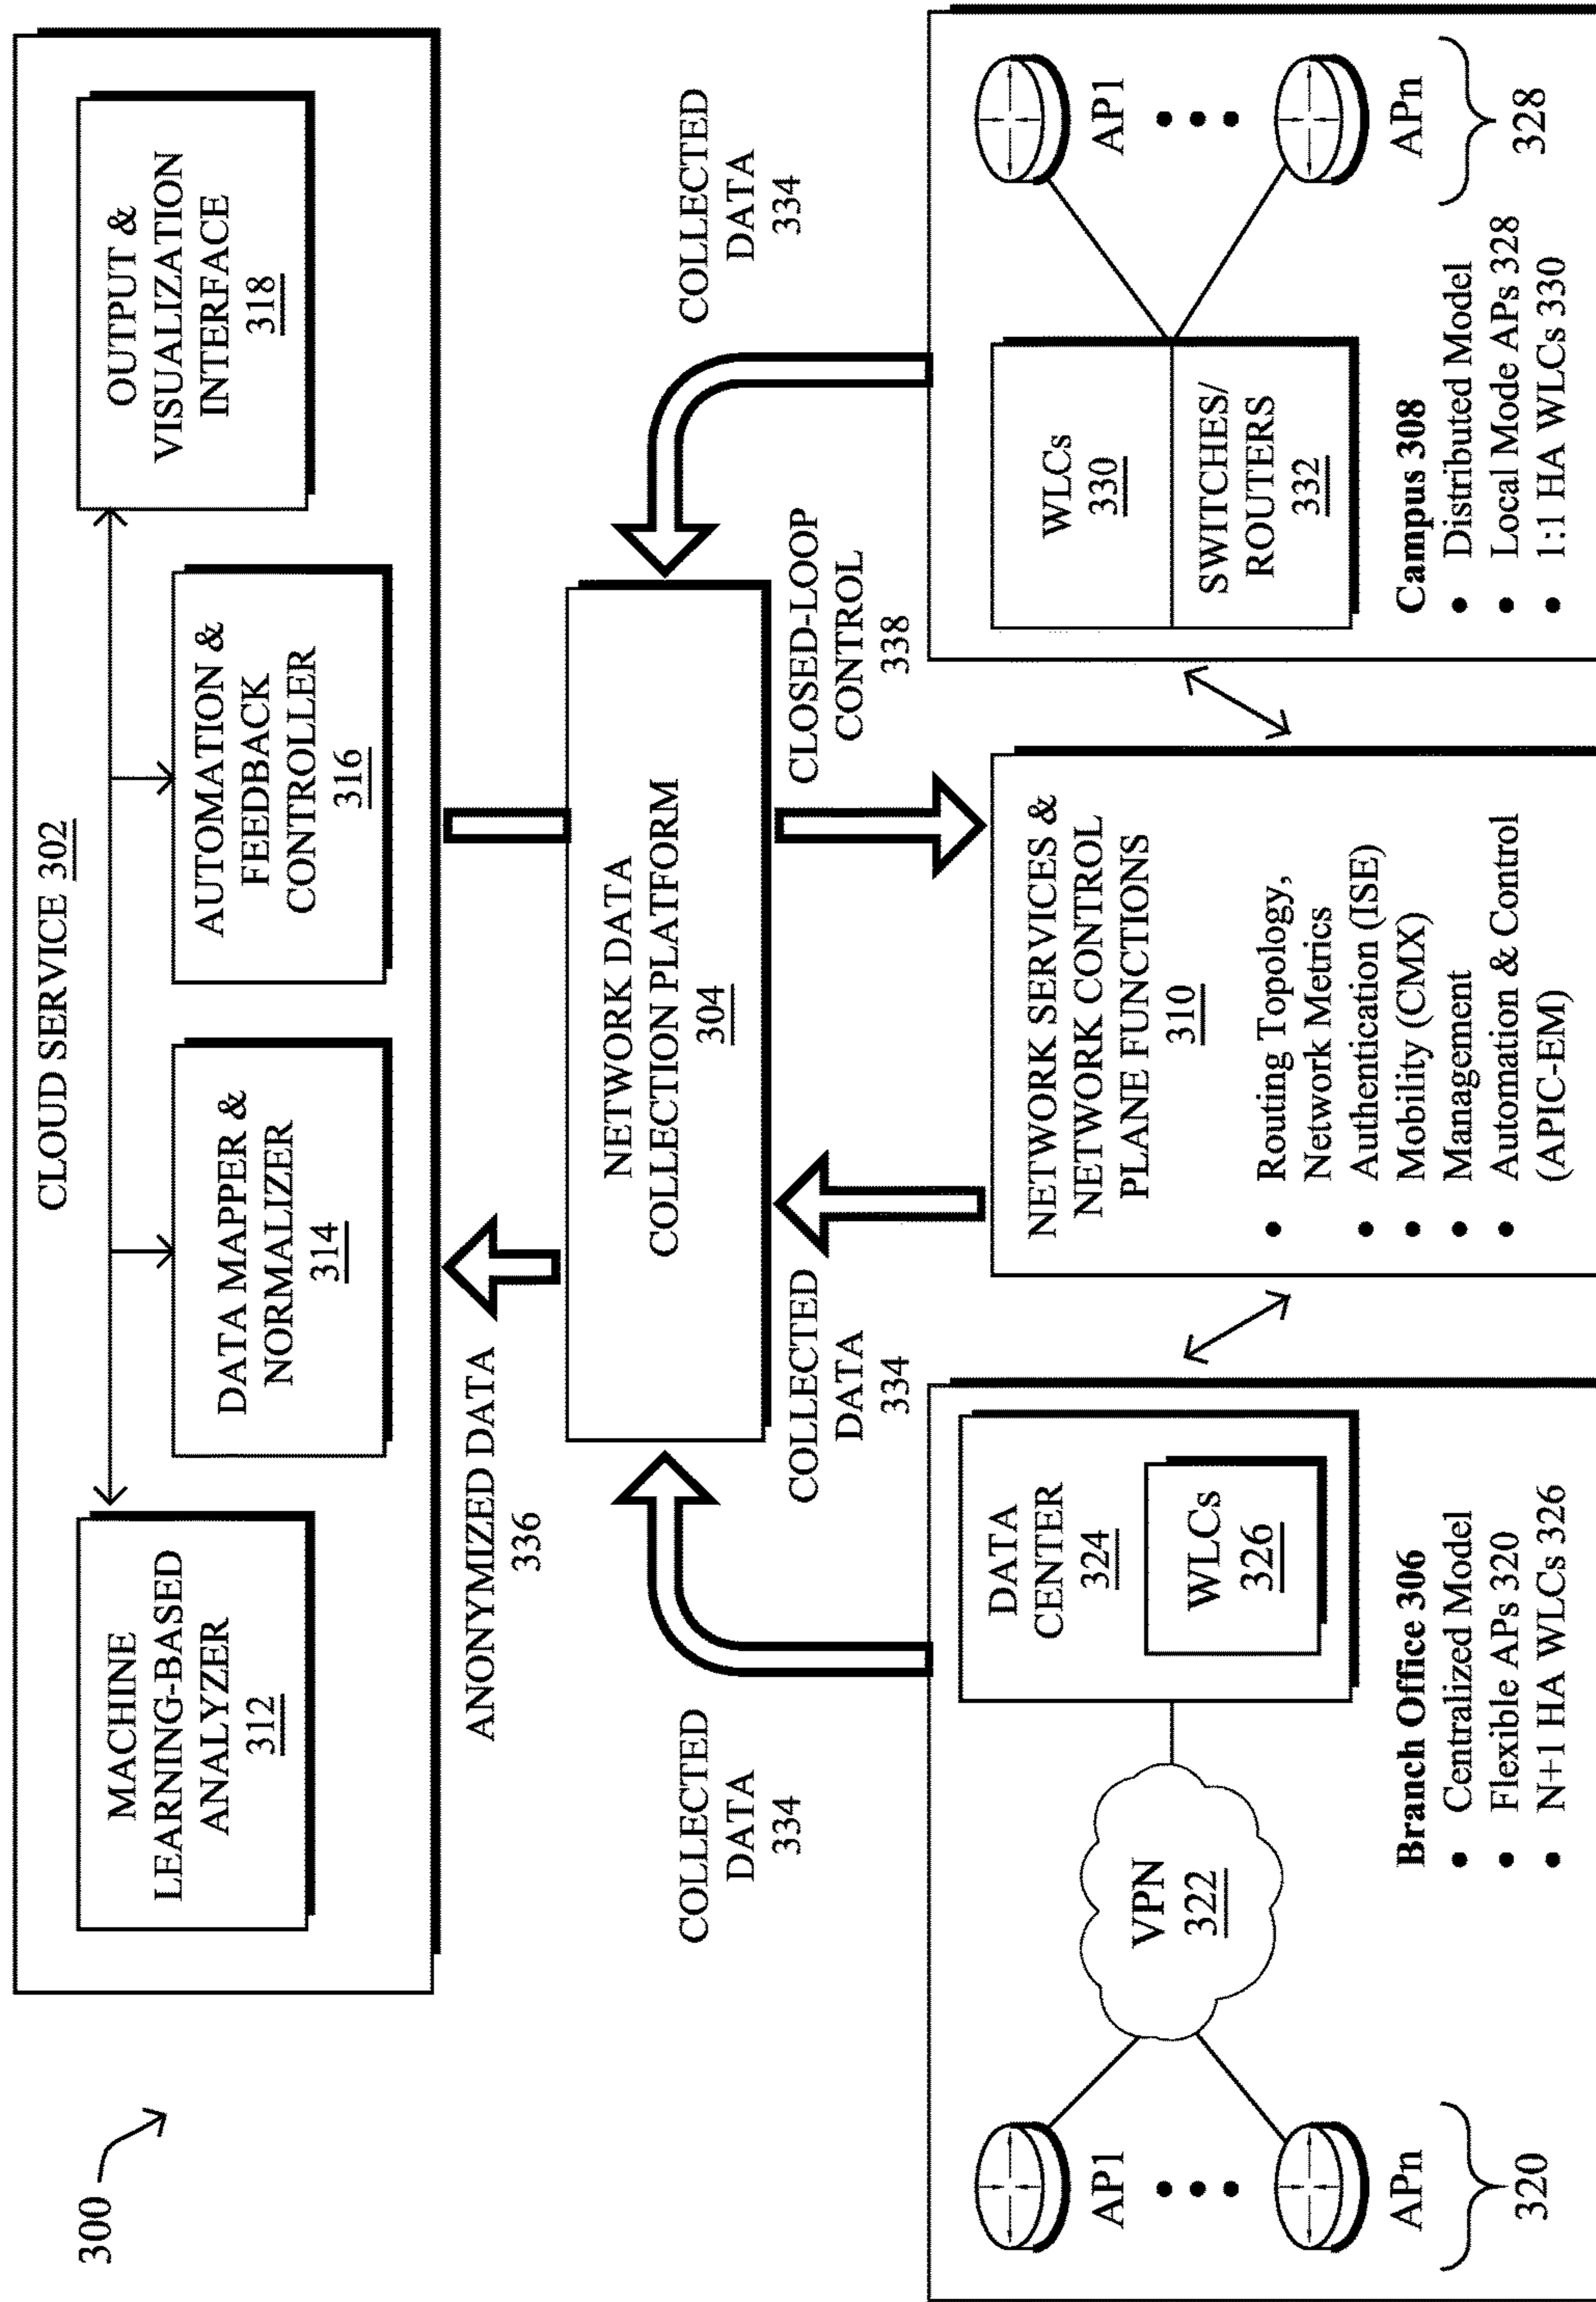 300
CLOUD SERVICE 302
MACHINE
LEARNING-BASED
ANALYZER
312
DATA MAPPER &
NORMALIZER
314
AUTOMATION &
FEEDBACK
CONTROLLER
316
OUTPUT &
VISUALIZATION
INTERFACE
318
ANONYMIZED DATA
336
COLLECTED
DATA
334
NETWORK DATA
COLLECTION PLATFORM
304
COLLECTED
DATA
334
COLLECTED
DATA
334
CLOSED-LOOP
CONTROL
338
AP1
• • •
APn
320
VPN
322
DATA
CENTER
324
WLCs
326
Branch Office 306
• Centralized Model
• Flexible APs 320
• N+1 HA WLCs 326
NETWORK SERVICES &
NETWORK CONTROL
PLANE FUNCTIONS
310
• Routing Topology,
Network Metrics
• Authentication (ISE)
• Mobility (CMX)
• Management
• Automation & Control
(APIC-EM)
WLCs
330
SWITCHES/
ROUTERS
332
AP1
• • •
APn
328
Campus 308
• Distributed Model
• Local Mode APs 328
• 1:1 HA WLCs 330